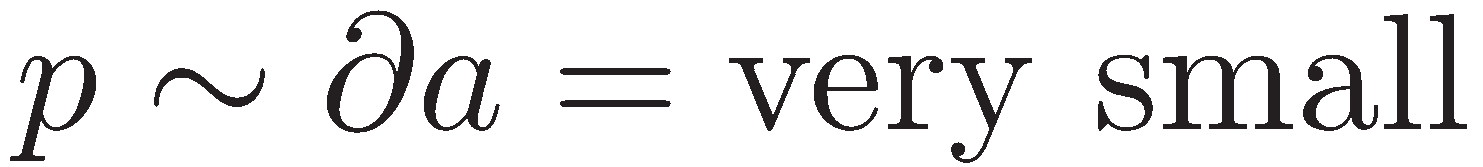 p ∼ ∂a = very small